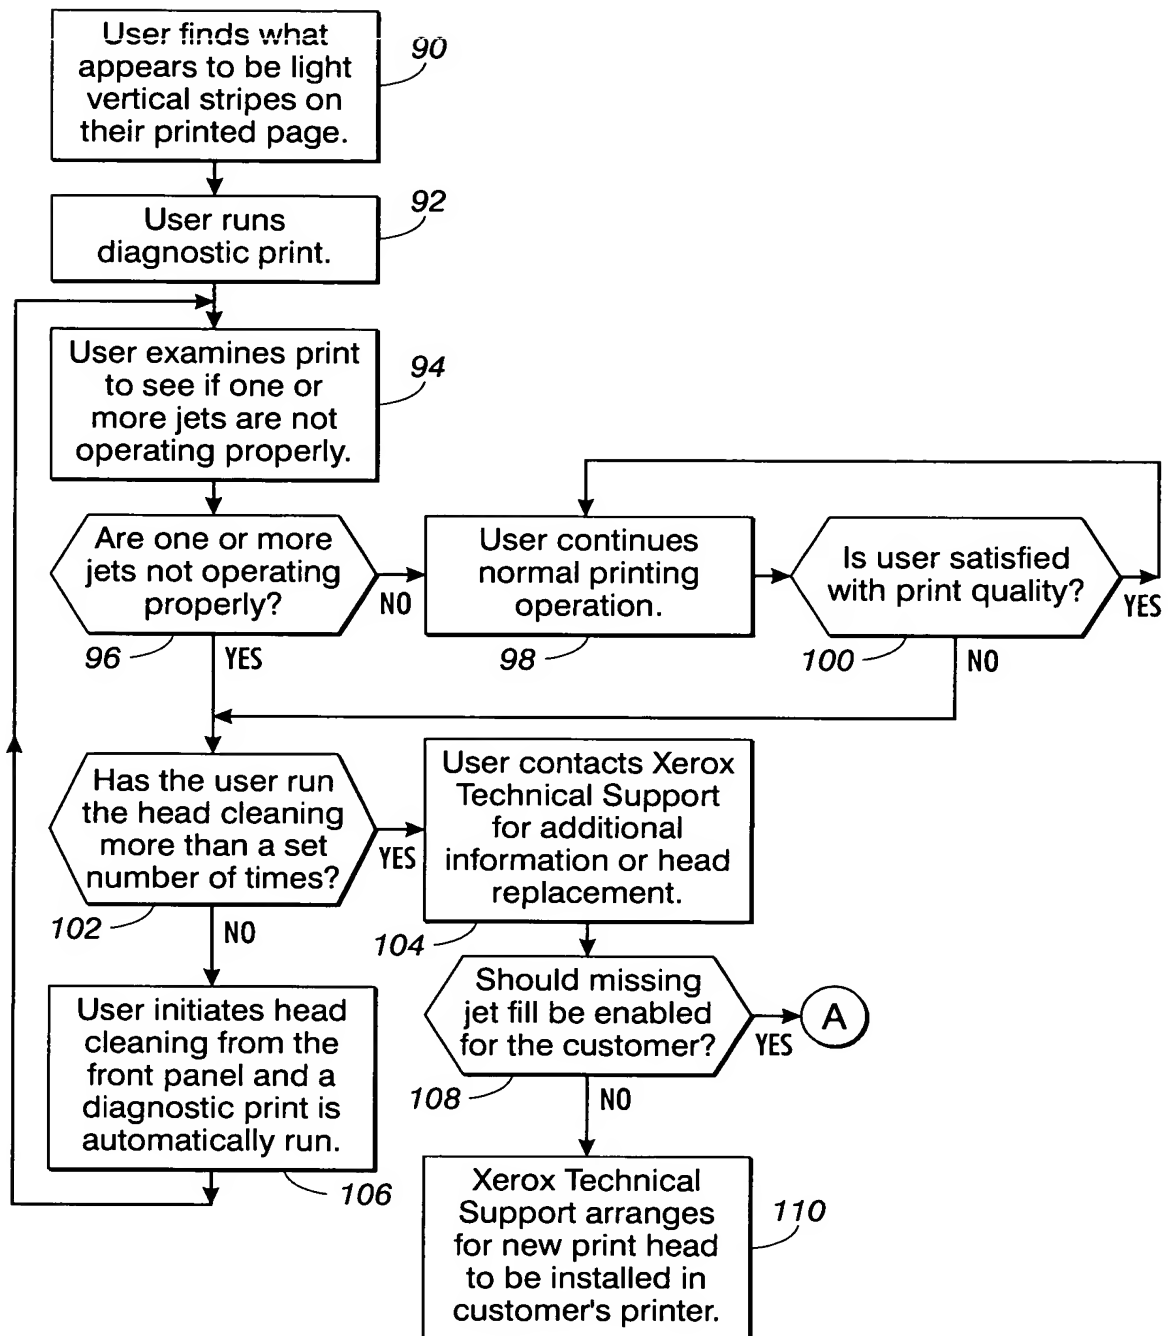 User finds what
appears to be light
vertical stripes on
their printed page.
90
User runs
diagnostic print.
92
User examines print
to see if one or
more jets are not
operating properly.
94
Are one or more
jets not operating
properly?
96
NO
YES
User continues
normal printing
operation.
98
Is user satisfied
with print quality?
100
YES
NO
Has the user run
the head cleaning
more than a set
number of times?
102
YES
NO
User contacts Xerox
Technical Support
for additional
information or head
replacement.
104
Should missing
jet fill be enabled
for the customer?
108
YES
A
NO
User initiates head
cleaning from the
front panel and a
diagnostic print is
automatically run.
106
Xerox Technical
Support arranges
for new print head
to be installed in
customer's printer.
110